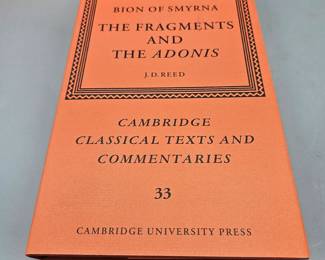 BION OF SMYRNA
THE FRAGMENTS
AND
THE ADONIS
J. D. REED
CAMBRIDGE
CLASSICAL TEXTS AND
COMMENTARIES
33
CAMBRIDGE UNIVERSITY PRESS